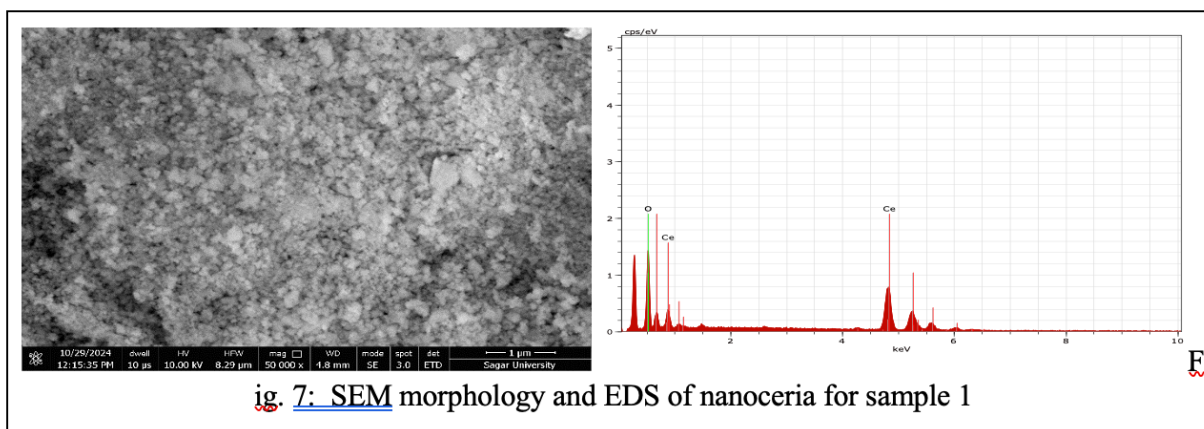 cps/eV
5
4
3
2
1
0
O
Ce
Ce
2
4
6
8
10
keV
10/29/2024
12:15:35 PM
dwell
10 µs
HV
10.00 kV
HFW
8.29 µm
mag
50 000 x
WD
4.8 mm
mode
SE
spot
3.0
det
ETD
1 µm
Sagar University
F
ig. 7: SEM morphology and EDS of nanoceria for sample 1